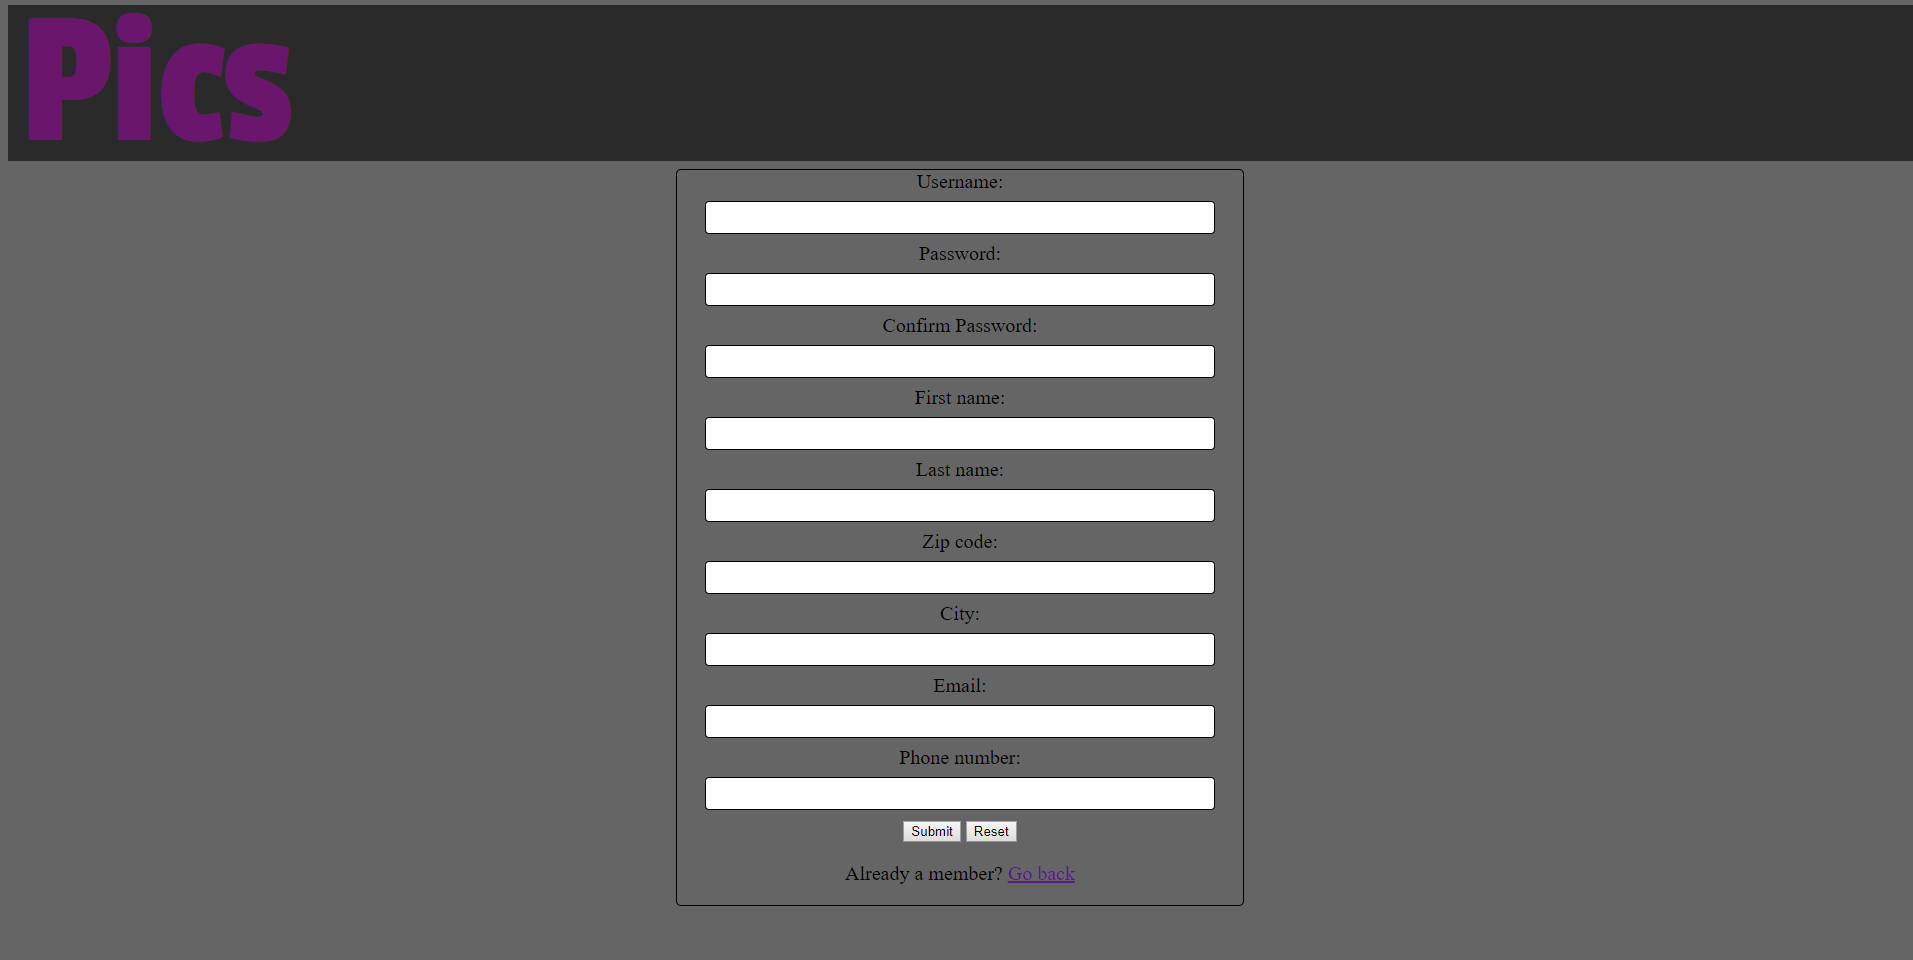 Pics
Username:
Password:
Confirm Password:
First name:
Last name:
Zip code:
City:
Email:
Phone number:
Submit Reset
Already a member? Go back